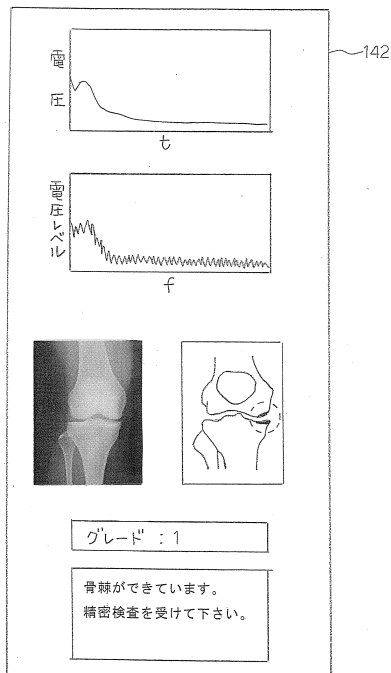 142
電圧
t
電圧レベル
f
グレード：1
骨棘ができています。
精密検査を受けて下さい。